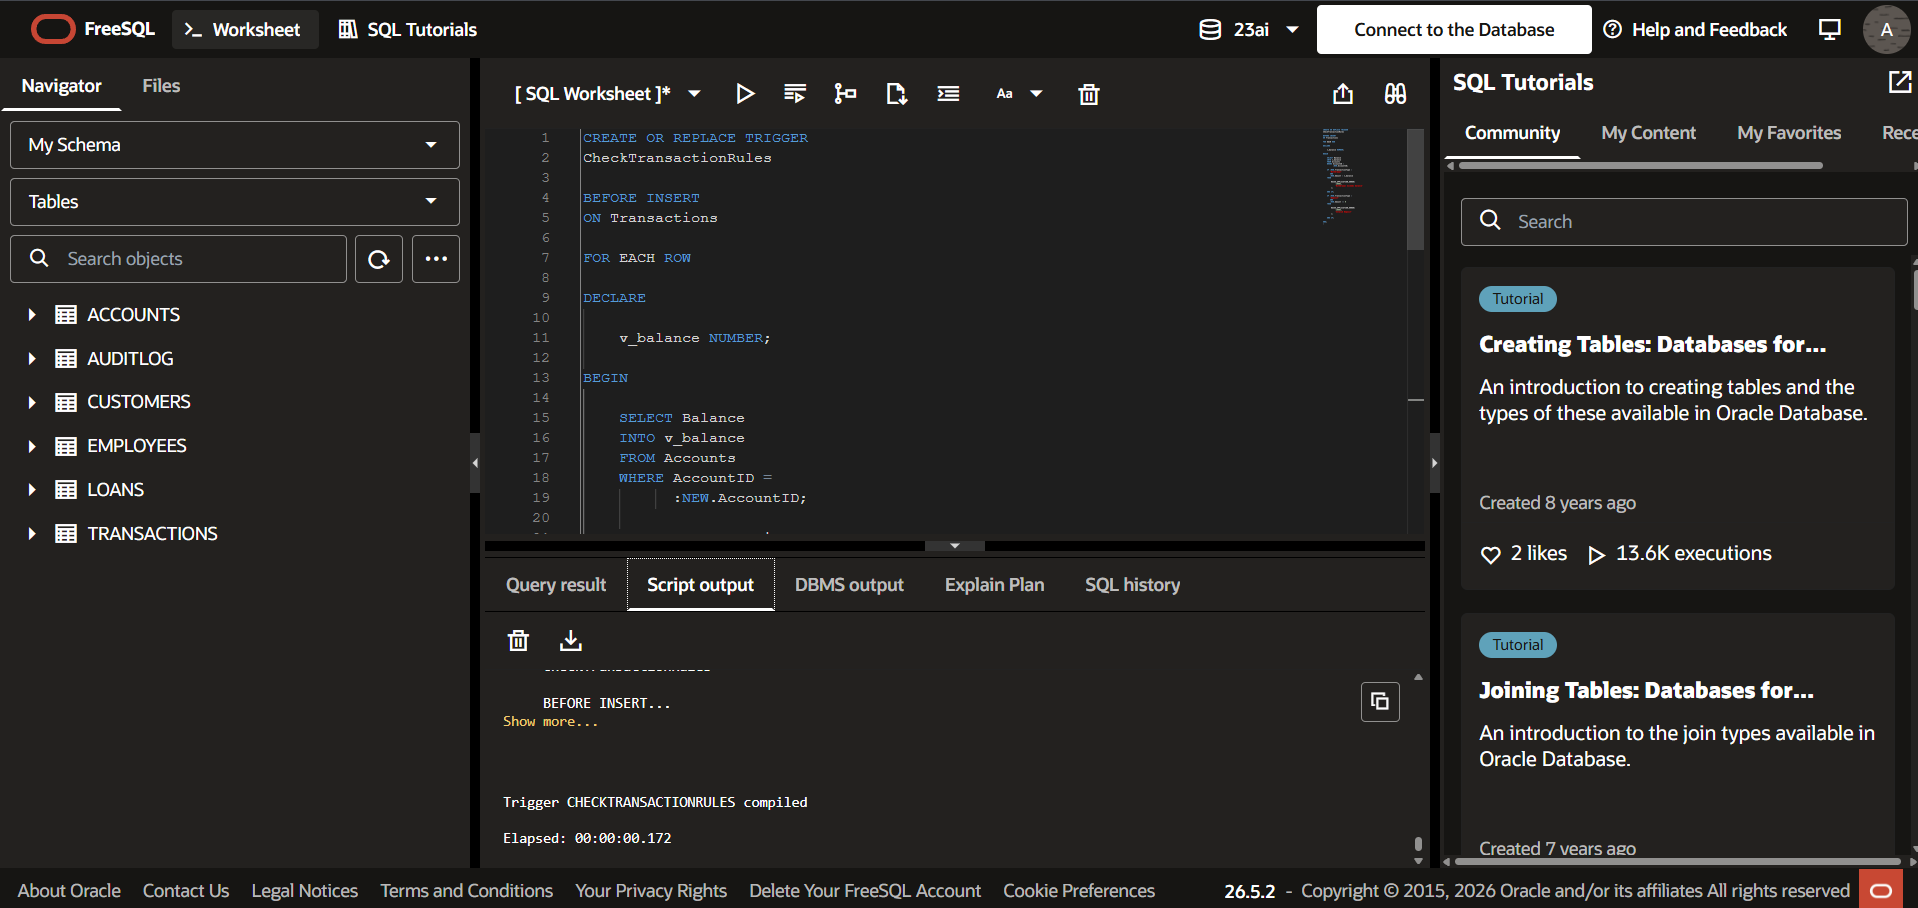 FreeSQL
Worksheet
SQL Tutorials
23ai
Connect to the Database
Help and Feedback
A
Navigator
Files
My Schema
Tables
Search objects
ACCOUNTS
AUDITLOG
CUSTOMERS
EMPLOYEES
LOANS
TRANSACTIONS
[ SQL Worksheet ]*
Aa
1 CREATE OR REPLACE TRIGGER
2 CheckTransactionRules
3
4 BEFORE INSERT
5 ON Transactions
6
7 FOR EACH ROW
8
9 DECLARE
10
11 v_balance NUMBER;
12
13 BEGIN
14
15 SELECT Balance
16 INTO v_balance
17 FROM Accounts
18 WHERE AccountID =
19 :NEW.AccountID;
20
Query result
Script output
DBMS output
Explain Plan
SQL history
BEFORE INSERT...
Show more...
Trigger CHECKTRANSACTIONRULES compiled
Elapsed: 00:00:00.172
SQL Tutorials
Community
My Content
My Favorites
Rece
Search
Tutorial
Creating Tables: Databases for...
An introduction to creating tables and the
types of these available in Oracle Database.
Created 8 years ago
2 likes
13.6K executions
Tutorial
Joining Tables: Databases for...
An introduction to the join types available in
Oracle Database.
Created 7 years ago
About Oracle
Contact Us
Legal Notices
Terms and Conditions
Your Privacy Rights
Delete Your FreeSQL Account
Cookie Preferences
26.5.2 - Copyright © 2015, 2026 Oracle and/or its affiliates All rights reserved